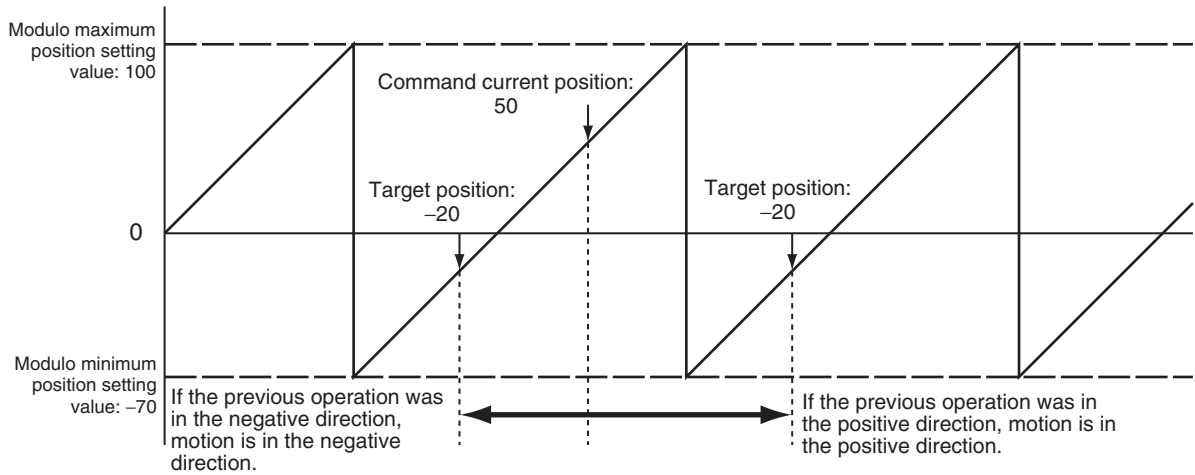 Modulo maximum
position setting
value: 100
Command current position:
50
Target position:
−20
Target position:
−20
0
Modulo minimum
position setting
value: −70
If the previous operation was
in the negative direction,
motion is in the negative
direction.
If the previous operation was in
the positive direction, motion is in
the positive direction.